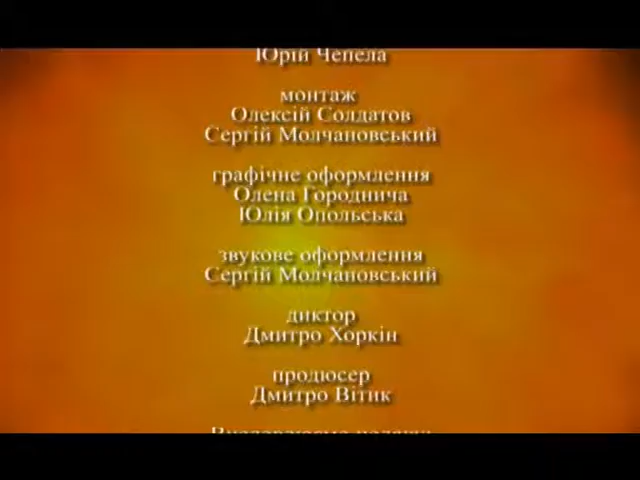 Юрій Чепела
монтаж
Олексій Солдатов
Сергій Молчановський
графічне оформлення
Олена Городнича
Юлія Опольська
звукове оформлення
Сергій Молчановський
диктор
Дмитро Хоркін
продюсер
Дмитро Вітик